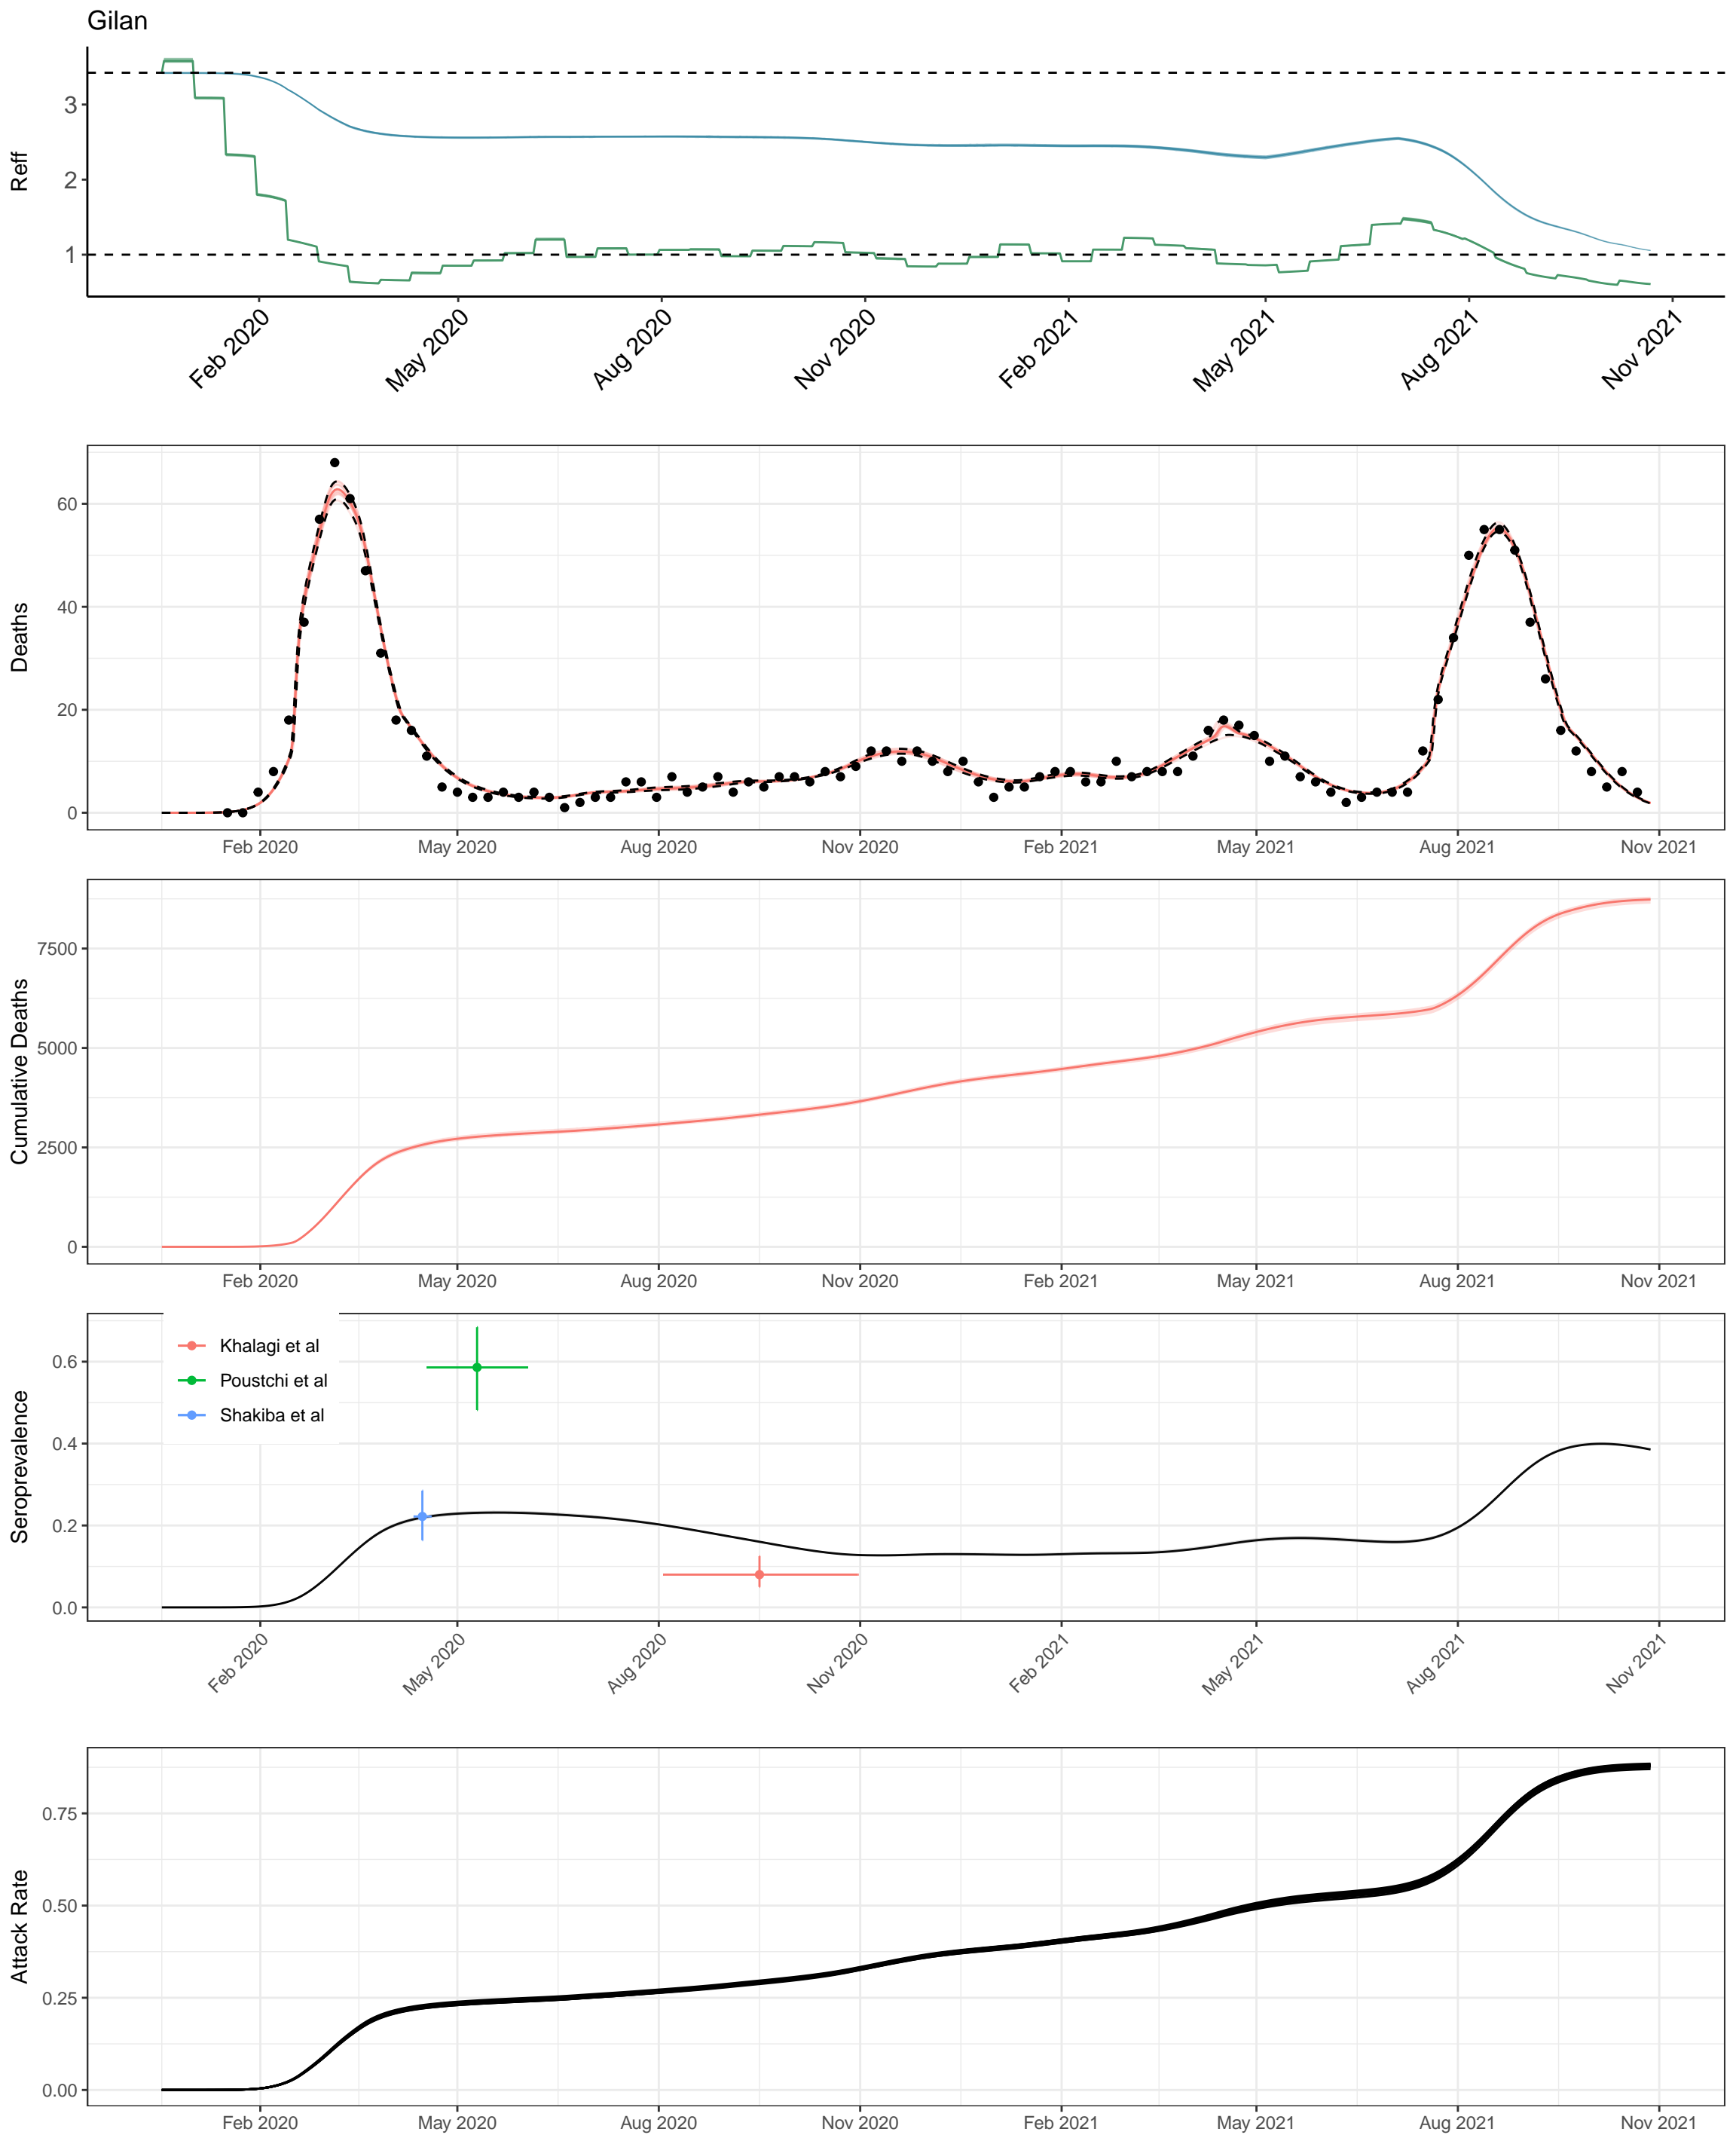 Gilan
Reff
3
2
1
Feb 2020
May 2020
Aug 2020
Nov 2020
Feb 2021
May 2021
Aug 2021
Nov 2021
Deaths
60
40
20
0
Feb 2020
May 2020
Aug 2020
Nov 2020
Feb 2021
May 2021
Aug 2021
Nov 2021
Cumulative Deaths
7500
5000
2500
0
Feb 2020
May 2020
Aug 2020
Nov 2020
Feb 2021
May 2021
Aug 2021
Nov 2021
Seroprevalence
0.6
0.4
0.2
0.0
Khalagi et al
Poustchi et al
Shakiba et al
Feb 2020
May 2020
Aug 2020
Nov 2020
Feb 2021
May 2021
Aug 2021
Nov 2021
Attack Rate
0.75
0.50
0.25
0.00
Feb 2020
May 2020
Aug 2020
Nov 2020
Feb 2021
May 2021
Aug 2021
Nov 2021